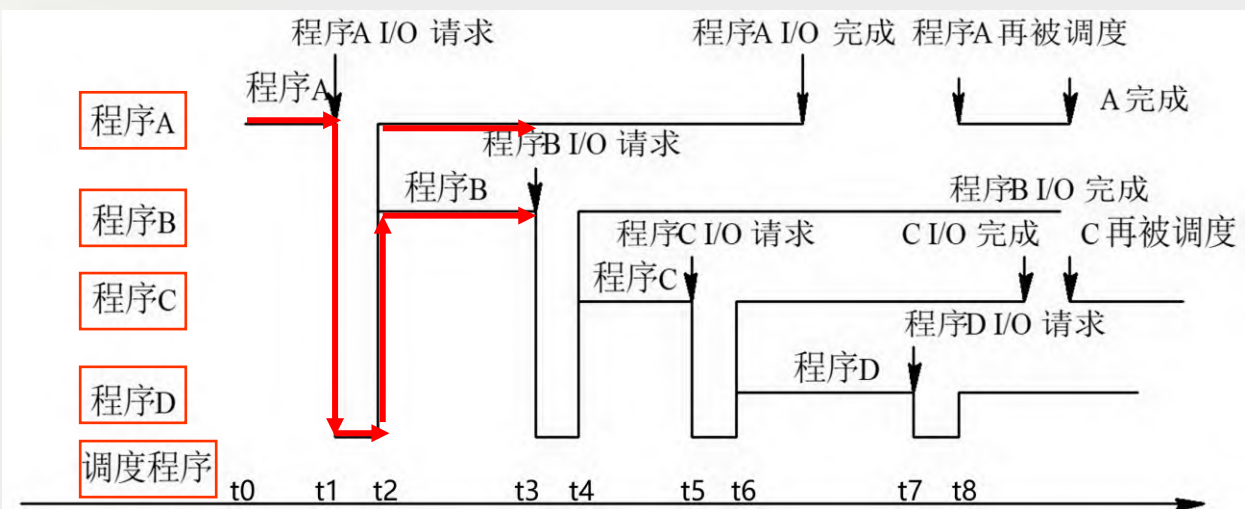 程序A I/O 请求
程序A I/O 完成
程序A 再被调度
程序A
程序A
A完成
程序B I/O 请求
程序B
程序B
程序B I/O 完成
程序C I/O 请求
C I/O 完成
C 再被调度
程序C
程序C
程序D I/O 请求
程序D
程序D
调度程序
t0 t1 t2 t3 t4 t5 t6 t7 t8